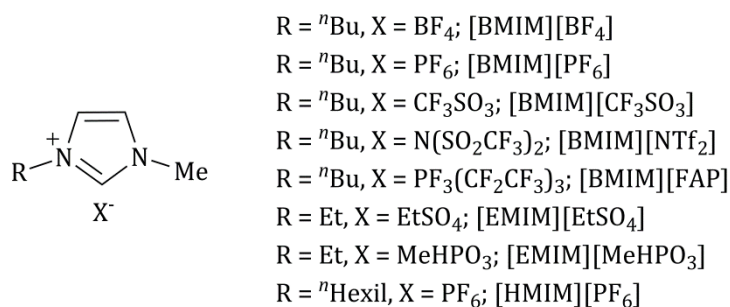 R = ⁿBu, X = BF₄; [BMIM][BF₄]
R = ⁿBu, X = PF₆; [BMIM][PF₆]
R = ⁿBu, X = CF₃SO₃; [BMIM][CF₃SO₃]
R = ⁿBu, X = N(SO₂CF₃)₂; [BMIM][NTf₂]
R = ⁿBu, X = PF₃(CF₂CF₃)₃; [BMIM][FAP]
R = Et, X = EtSO₄; [EMIM][EtSO₄]
R = Et, X = MeHPO₃; [EMIM][MeHPO₃]
R = ⁿHexil, X = PF₆; [HMIM][PF₆]
+
R N N Me
X⁻